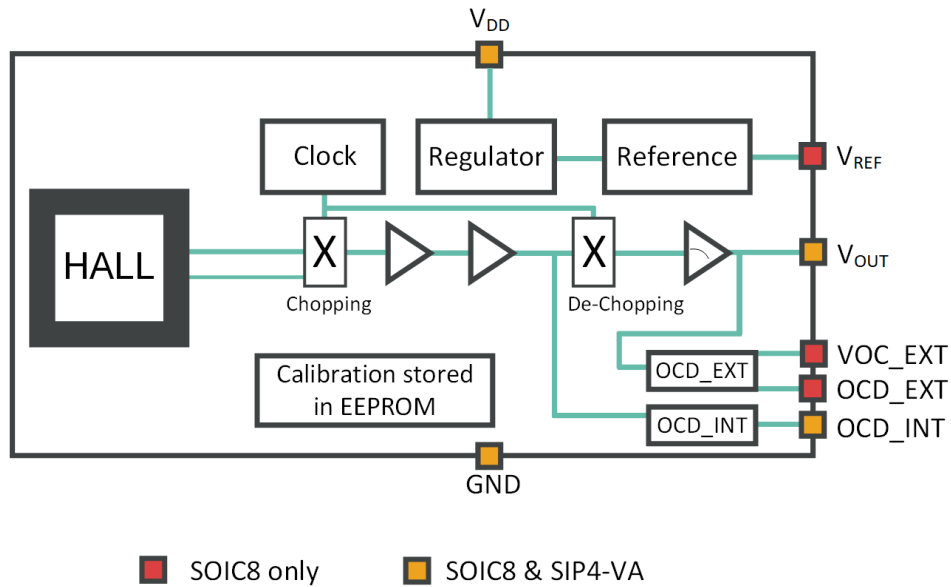 VDD
Clock
Regulator
Reference
VREF
HALL
X
X
VOUT
Chopping
De-Chopping
VOC_EXT
OCD_EXT
OCD_EXT
Calibration stored
in EEPROM
OCD_INT
OCD_INT
GND
SOIC8 only
SOIC8 & SIP4-VA